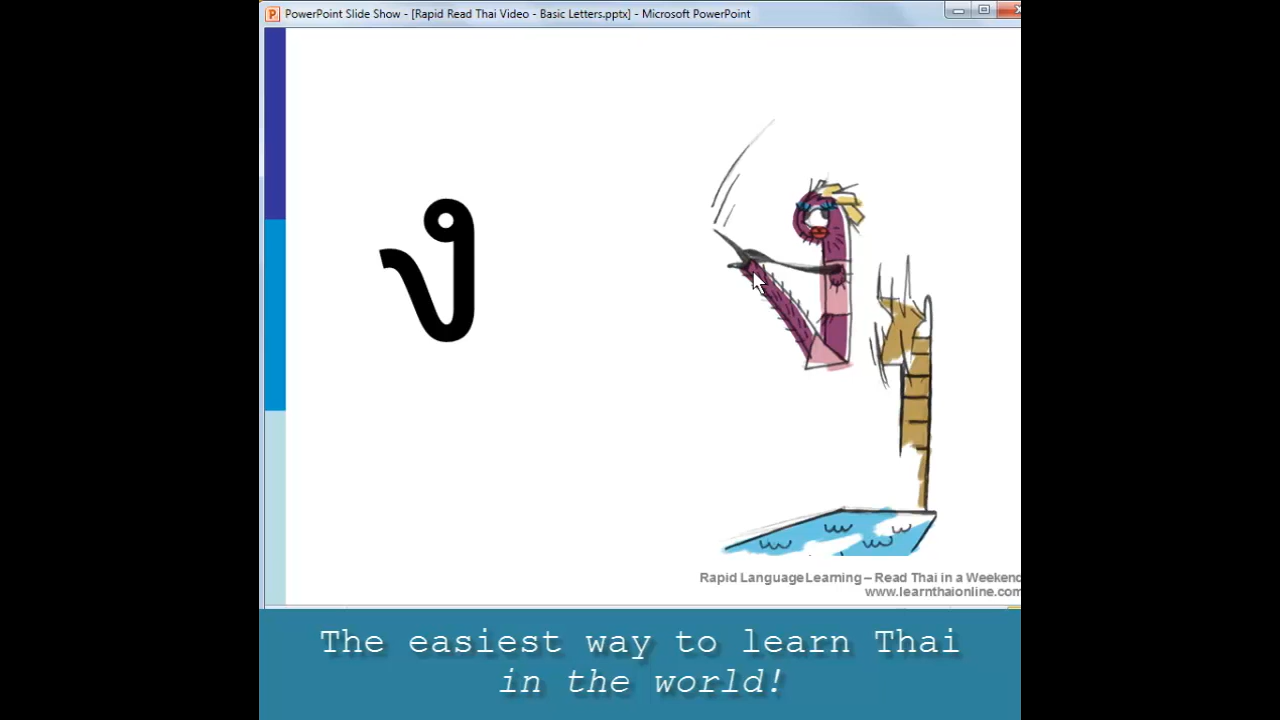 PowerPoint Slide Show - [Rapid Read Thai Video - Basic Letters.pptx] - Microsoft PowerPoint
ง
Rapid Language Learning – Read Thai in a Weekend
www.learnthaionline.com
The easiest way to learn Thai
in the world!